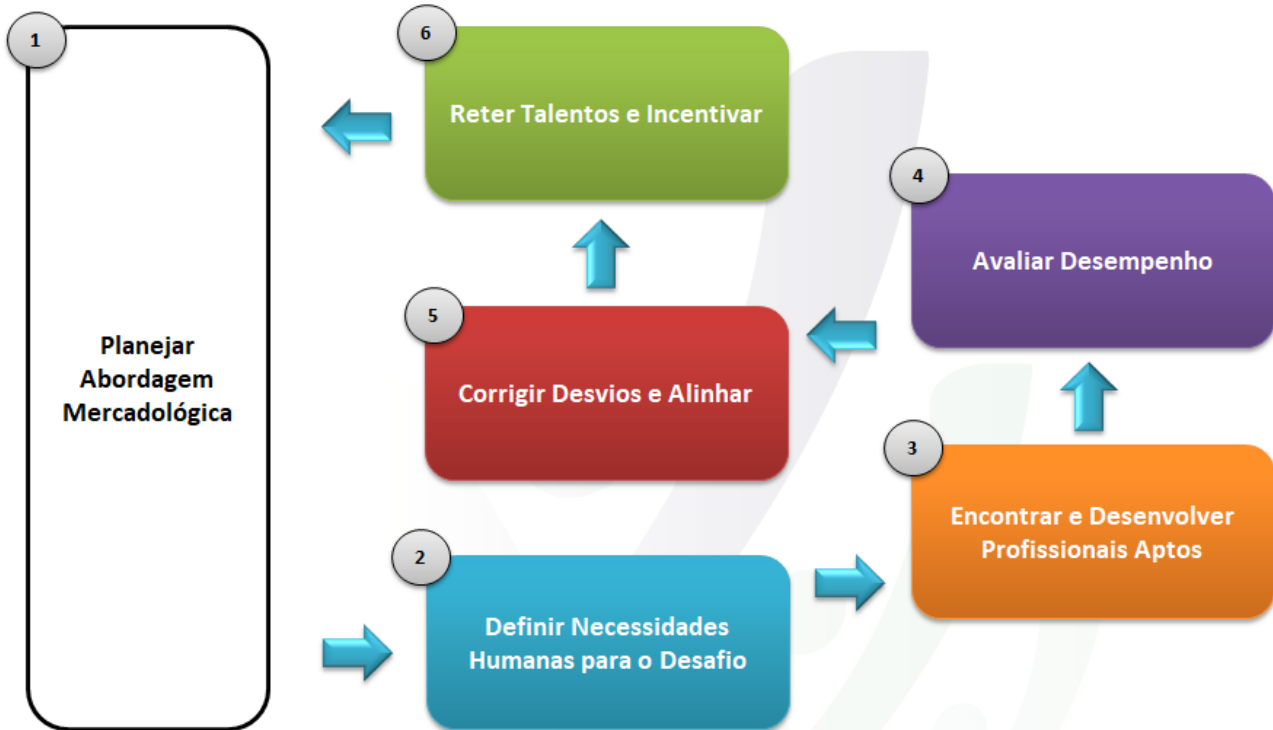 1
Planejar
Abordagem
Mercadológica
2
Definir Necessidades
Humanas para o Desafio
3
Encontrar e Desenvolver
Profissionais Aptos
4
Avaliar Desempenho
5
Corrigir Desvios e Alinhar
6
Reter Talentos e Incentivar